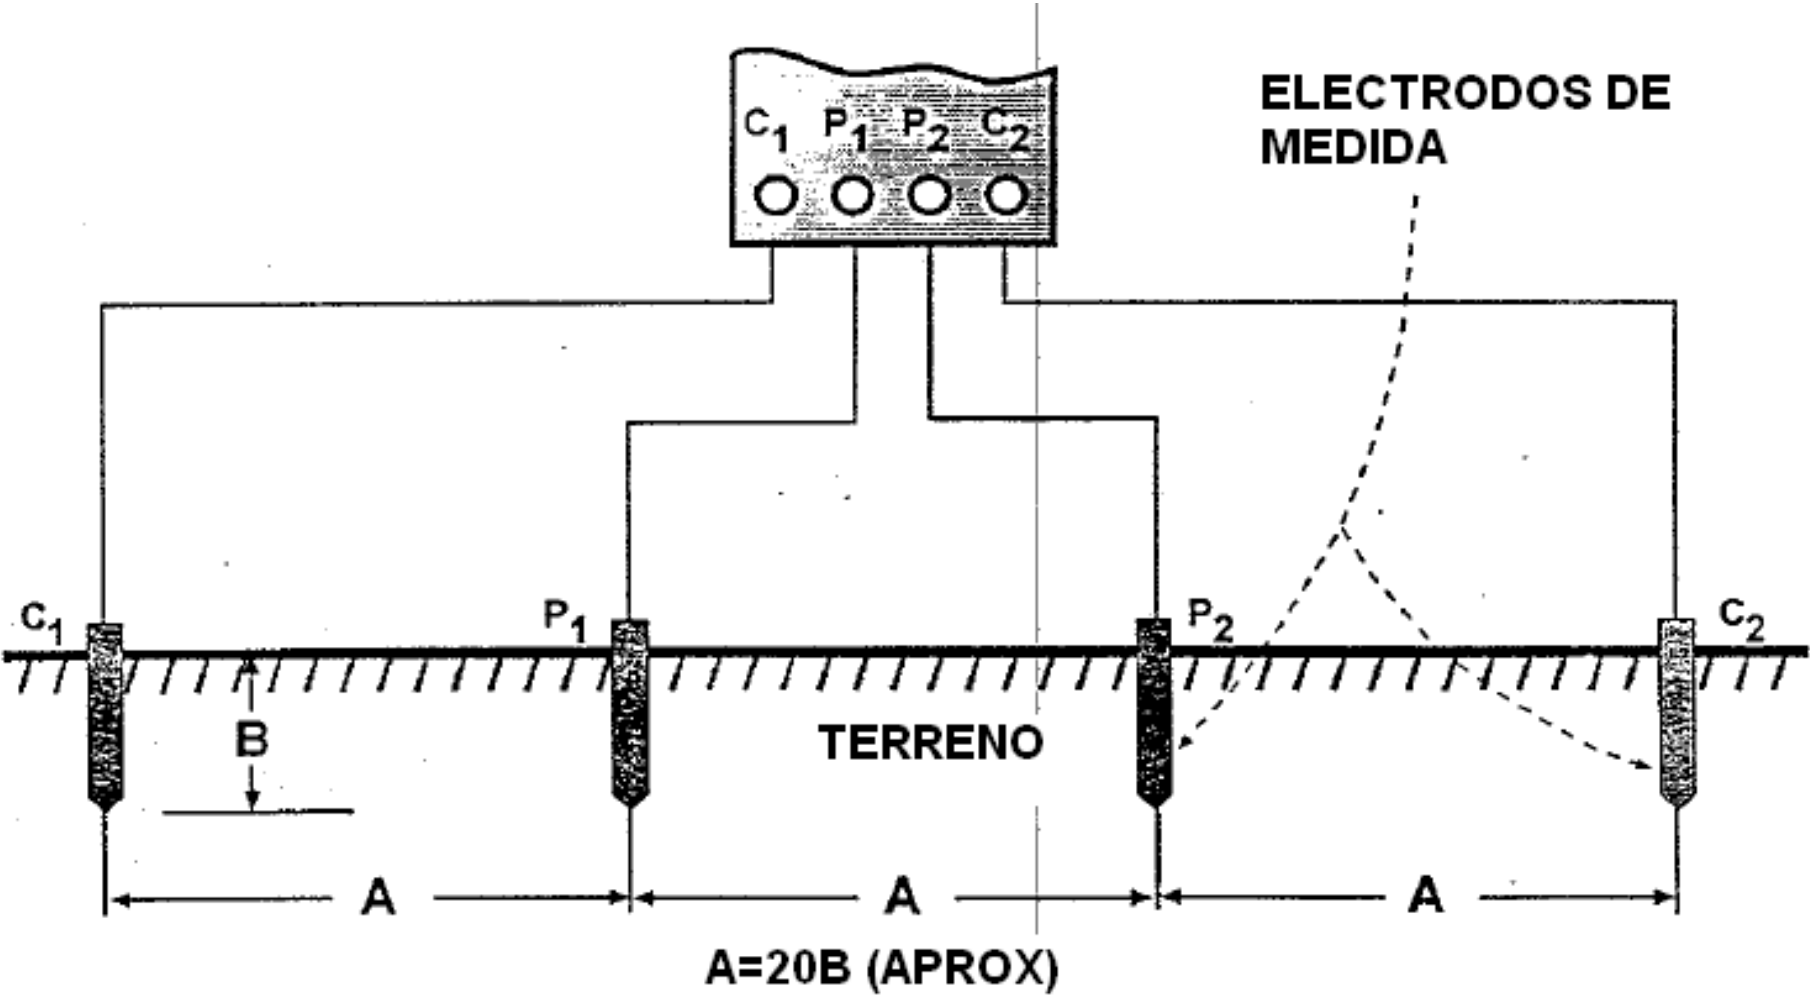 C1 P1 P2 C2
ELECTRODOS DE
MEDIDA
C1
P1
P2
C2
B
TERRENO
A
A
A
A=20B (APROX)